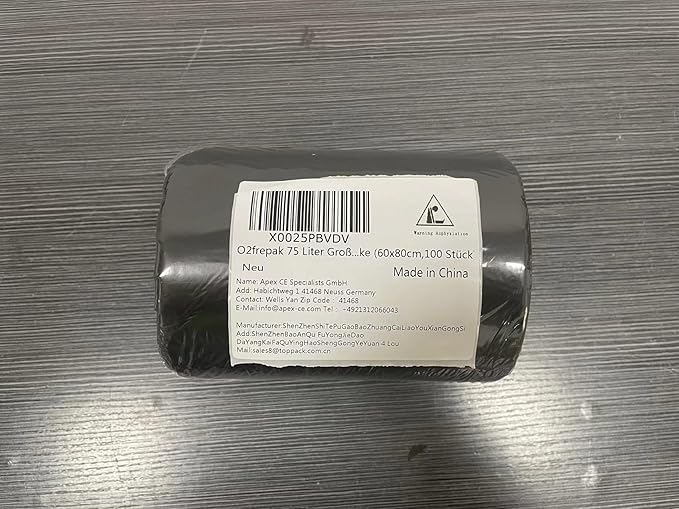 X0025PBVDV
Warning Asphyxiation
O2frepak 75 Liter Groß...ke (60x80cm,100 Stück
Neu
Made in China
Name: Apex CE Specialists GmbH
Add: Habichtweg 1 41468 Neuss Germany
Contact: Wells Yan Zip Code : 41468
E-Mail:info@apex-ce.com Tel : +4921312066043
Manufacturer:ShenZhenShiTePuGaoBaoZhuangCaiLiaoYouXianGongSi
Add:ShenZhenBaoAnQu FuYongJieDao
DaYangKaiFaQuYingHaoShengGongYeYuan 4 Lou
Mail:sales8@toppack.com.cn